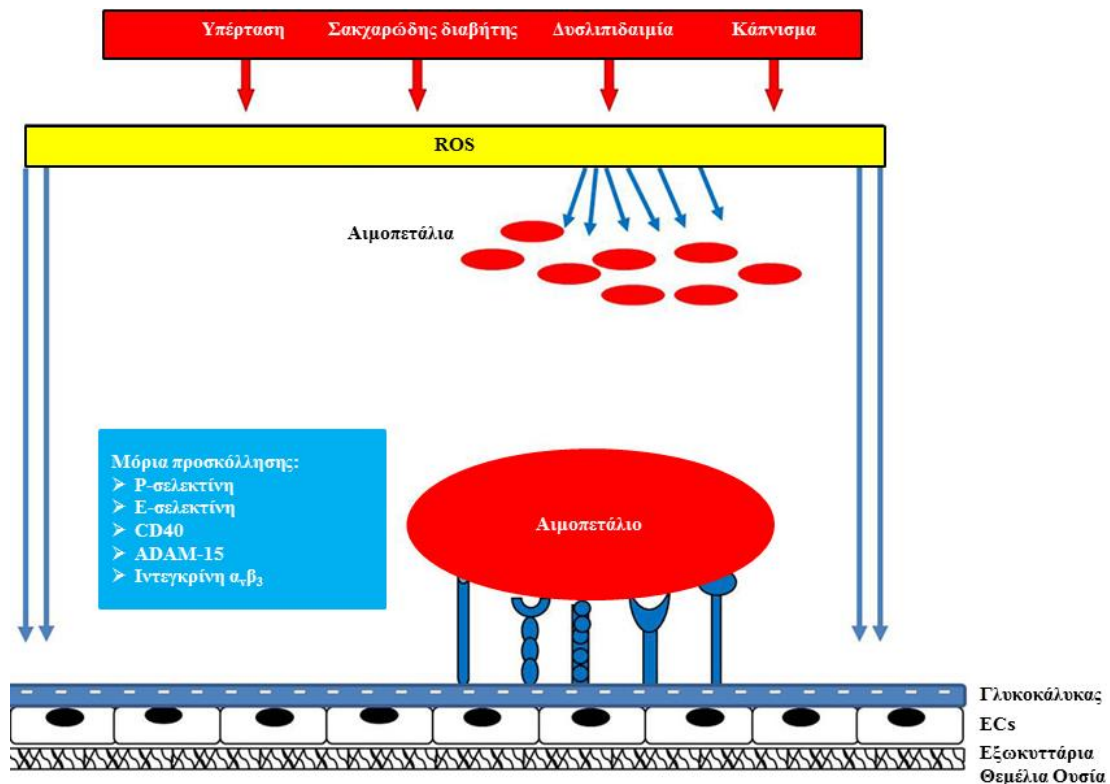 Υπέρταση Σακχαρώδης διαβήτης Δυσλιπιδαιμία Κάπνισμα
ROS
Αιμοπετάλια
Μόρια προσκόλλησης:
➢ P-σελεκτίνη
➢ E-σελεκτίνη
➢ CD40
➢ ADAM-15
➢ Ιντεγκρίνη αᵥβ₃
Αιμοπετάλιο
Γλυκοκάλυκας
ECs
Εξωκυττάρια
Θεμέλια Ουσία